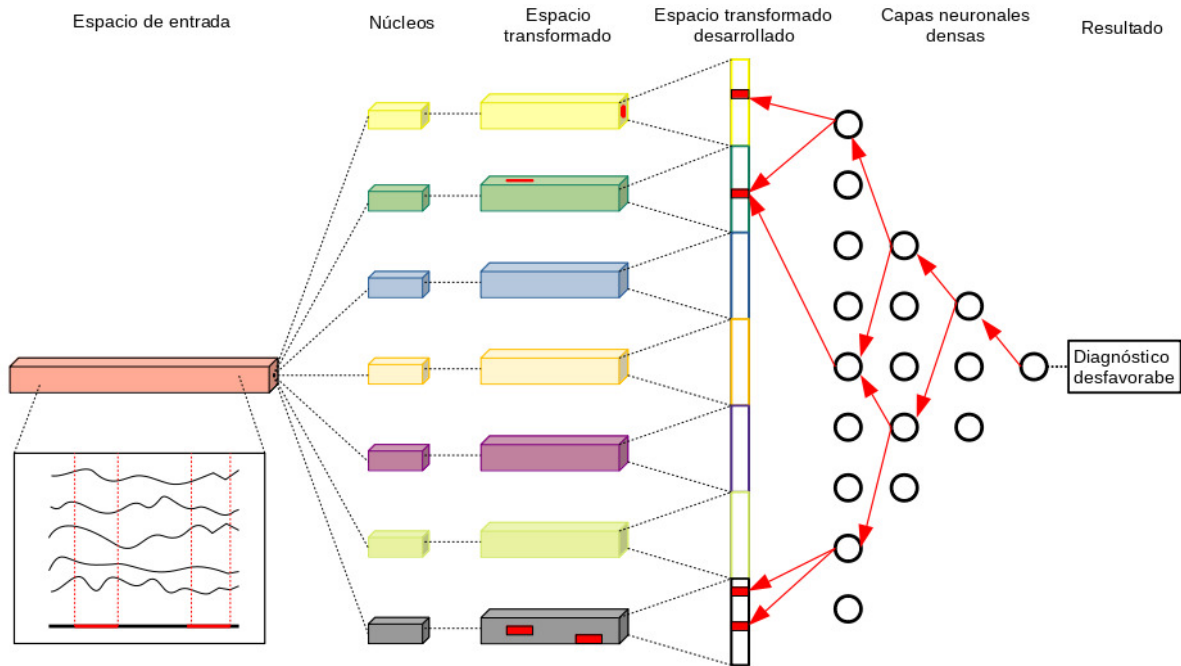 Espacio de entrada
Núcleos
Espacio
transformado
Espacio transformado
desarrollado
Capas neuronales
densas
Resultado
Diagnóstico
desfavorabe